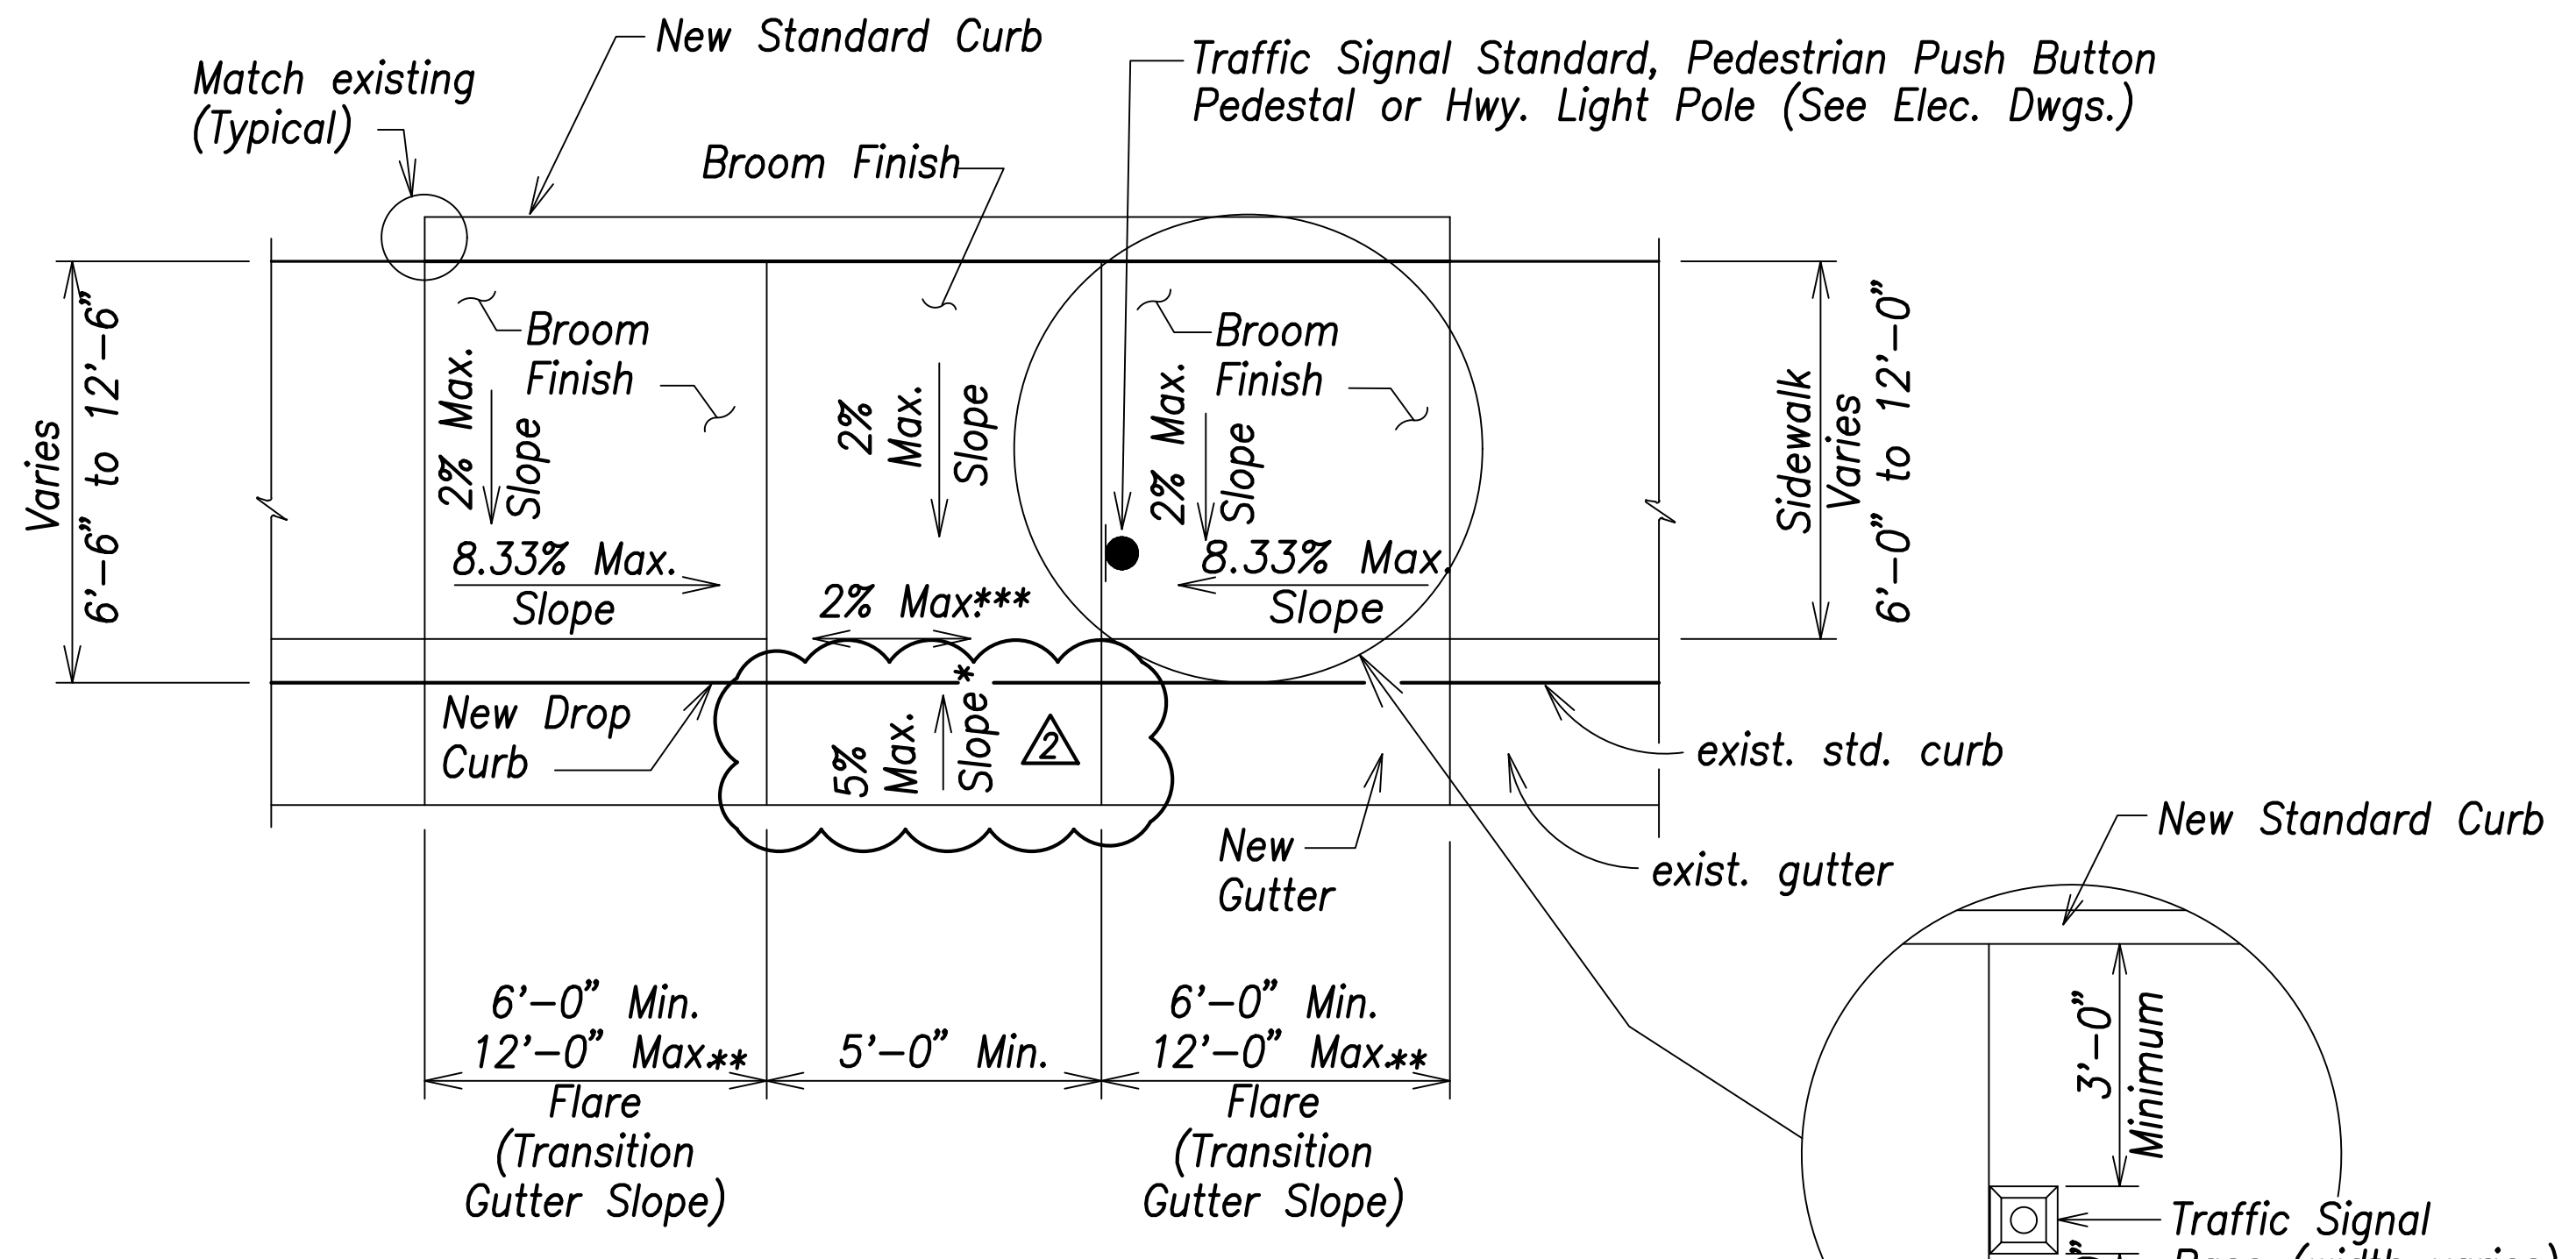 New Standard Curb
Match existing
(Typical)
Traffic Signal Standard, Pedestrian Push Button
Pedestal or Hwy. Light Pole (See Elec. Dwgs.)
Broom Finish
Varies
6'-6" to 12'-6"
Broom
Finish
2% Max.
Slope
8.33% Max.
Slope
2%
Max.
Slope
2% Max.***
Broom
Finish
2% Max.
Slope
8.33% Max.
Slope
Sidewalk
Varies
6'-0" to 12'-0"
New Drop
Curb
5%
Max.
Slope*
2
exist. std. curb
New
Gutter
exist. gutter
6'-0" Min.
12'-0" Max.**
Flare
(Transition
Gutter Slope)
5'-0" Min.
6'-0" Min.
12'-0" Max.**
Flare
(Transition
Gutter Slope)
New Standard Curb
3'-0"
Minimum
Traffic Signal
Base (width varies)